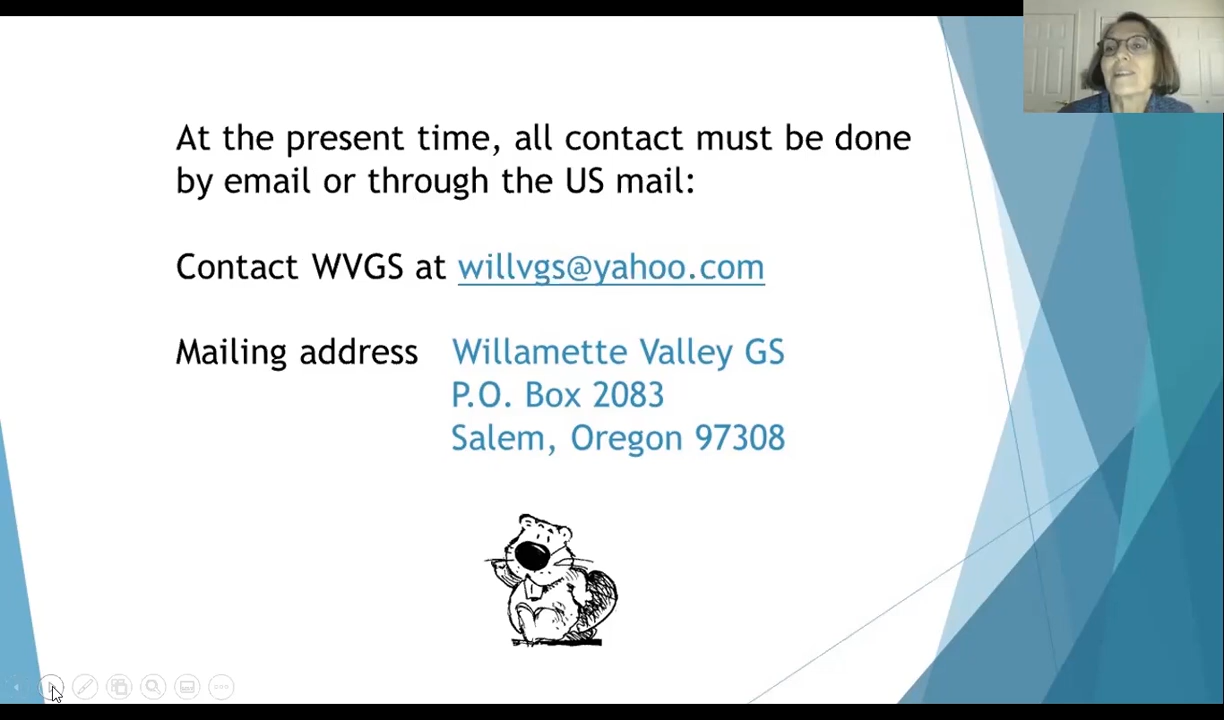 At the present time, all contact must be done
by email or through the US mail:
Contact WVGS at willvgs@yahoo.com
Mailing address Willamette Valley GS
P.O. Box 2083
Salem, Oregon 97308